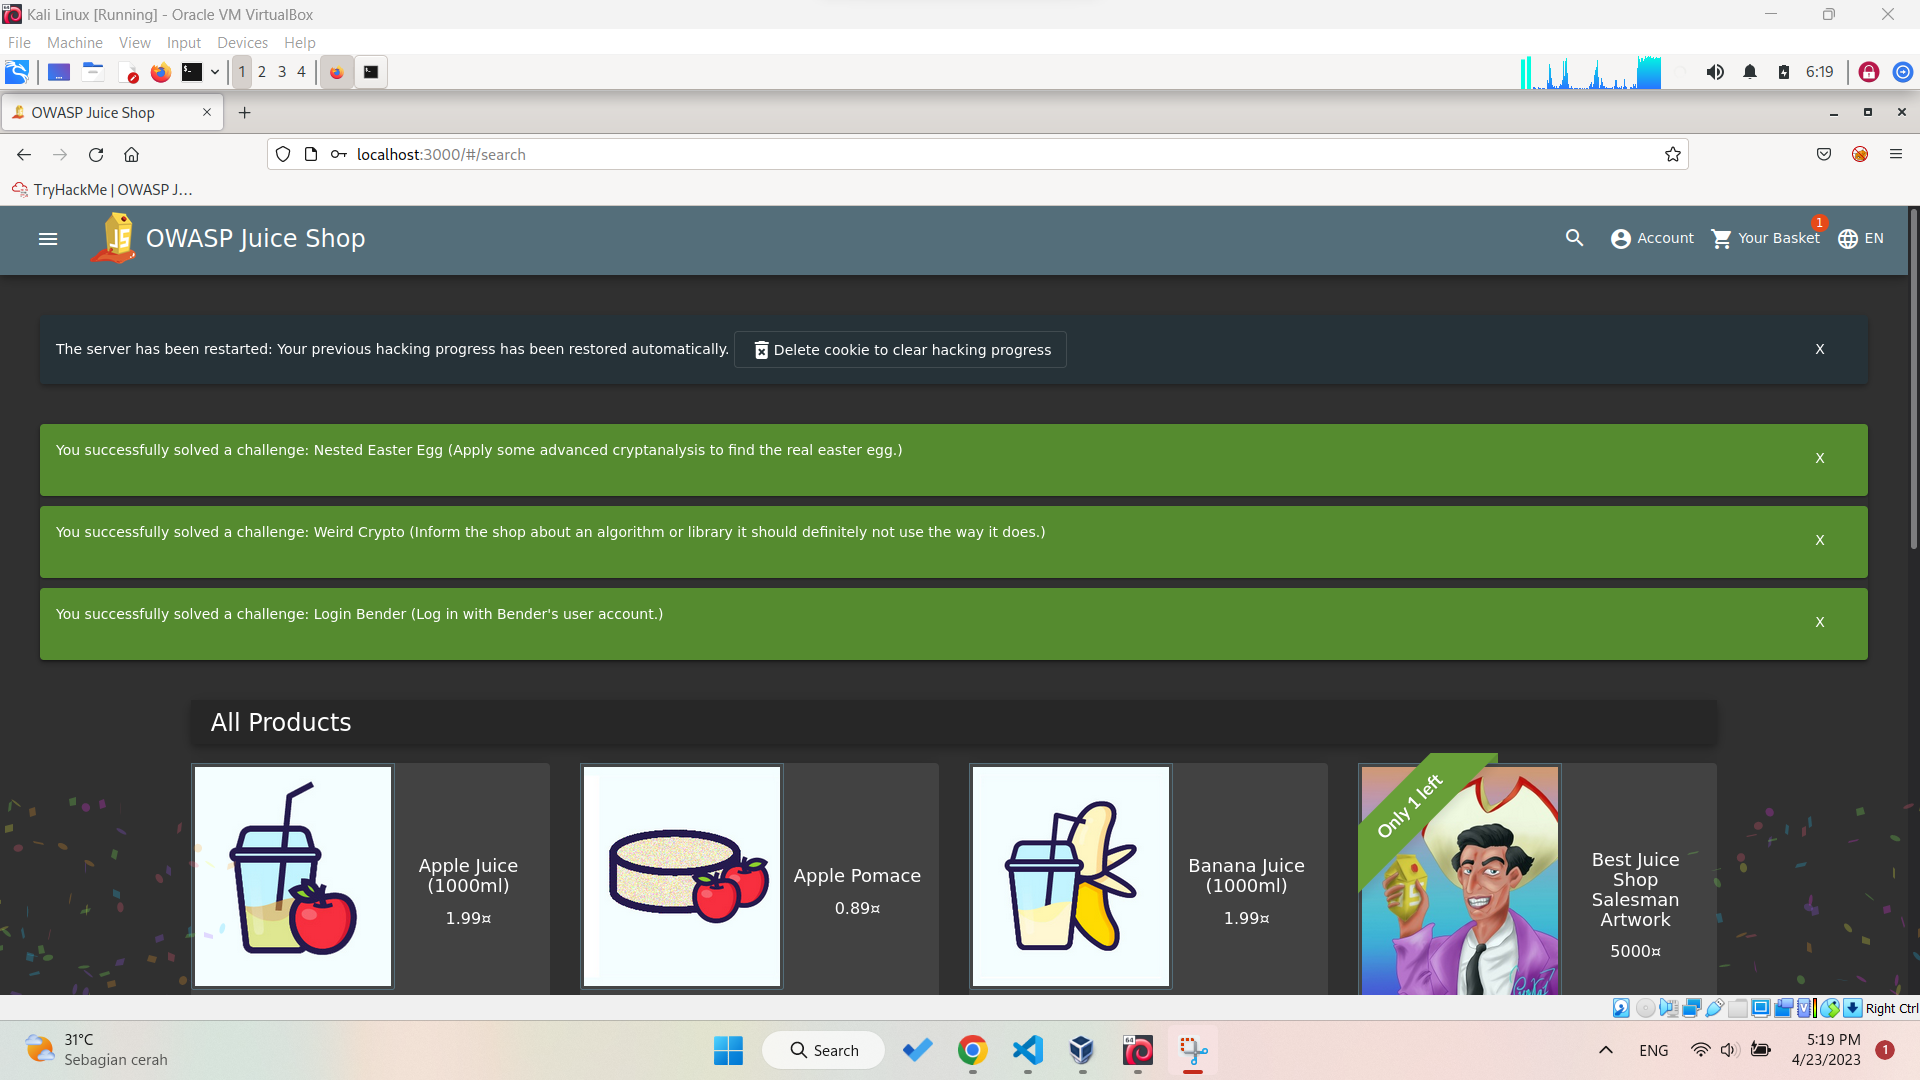 Kali Linux [Running] - Oracle VM VirtualBox
File Machine View Input Devices Help
1 2 3 4
6:19
OWASP Juice Shop
localhost:3000/#/search
TryHackMe | OWASP J…
OWASP Juice Shop
Account
Your Basket
1
EN
The server has been restarted: Your previous hacking progress has been restored automatically.
Delete cookie to clear hacking progress
X
You successfully solved a challenge: Nested Easter Egg (Apply some advanced cryptanalysis to find the real easter egg.)
X
You successfully solved a challenge: Weird Crypto (Inform the shop about an algorithm or library it should definitely not use the way it does.)
X
You successfully solved a challenge: Login Bender (Log in with Bender's user account.)
X
All Products
Apple Juice
(1000ml)
1.99¤
Apple Pomace
0.89¤
Banana Juice
(1000ml)
1.99¤
Only 1 left
Best Juice
Shop
Salesman
Artwork
5000¤
Right Ctrl
31°C
Sebagian cerah
Search
ENG
5:19 PM
4/23/2023
1